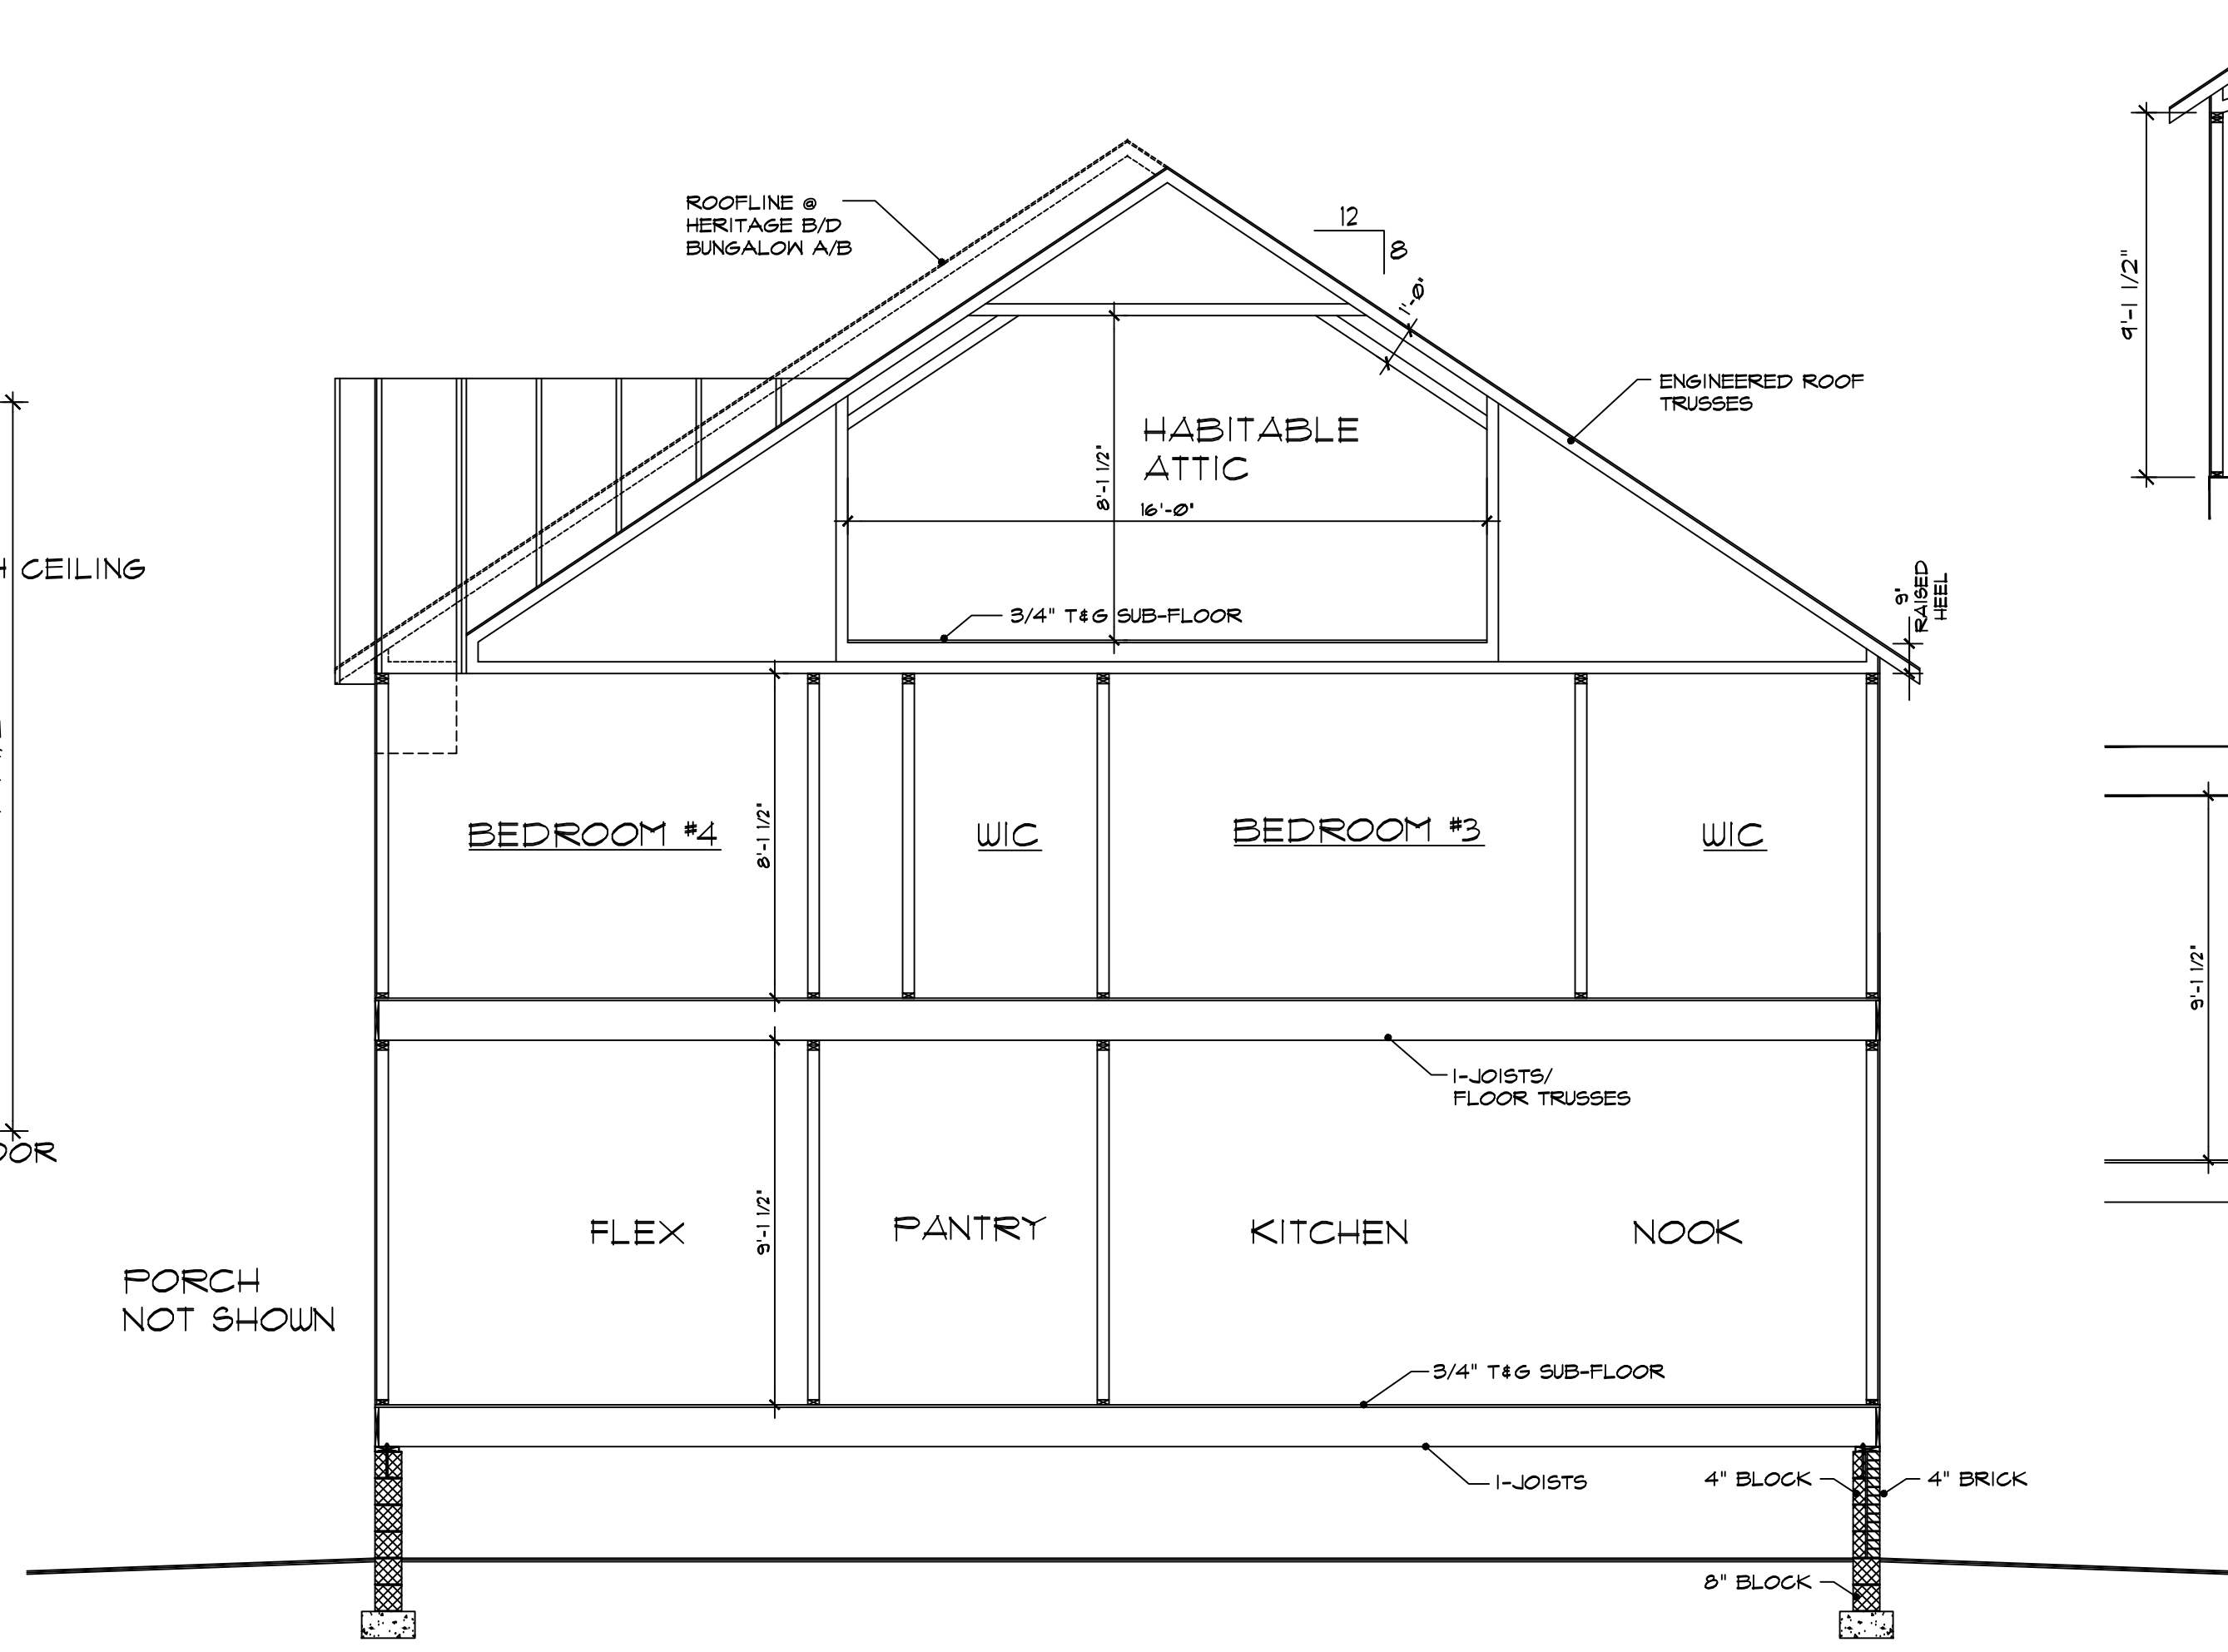 ROOFLINE @
HERITAGE B/D
BUNGALOW A/B
12
8
1'-0"
9'-1 1/2"
ENGINEERED ROOF
TRUSSES
HABITABLE
ATTIC
8'-1 1/2"
16'-0"
CEILING
3/4" T&G SUB-FLOOR
9"
RAISED
HEEL
BEDROOM #4
8'-1 1/2"
WIC
BEDROOM #3
WIC
9'-1 1/2"
I-JOISTS/
FLOOR TRUSSES
FLEX
9'-1 1/2"
PANTRY
KITCHEN
NOOK
PORCH
NOT SHOWN
3/4" T&G SUB-FLOOR
I-JOISTS
4" BLOCK
4" BRICK
8" BLOCK